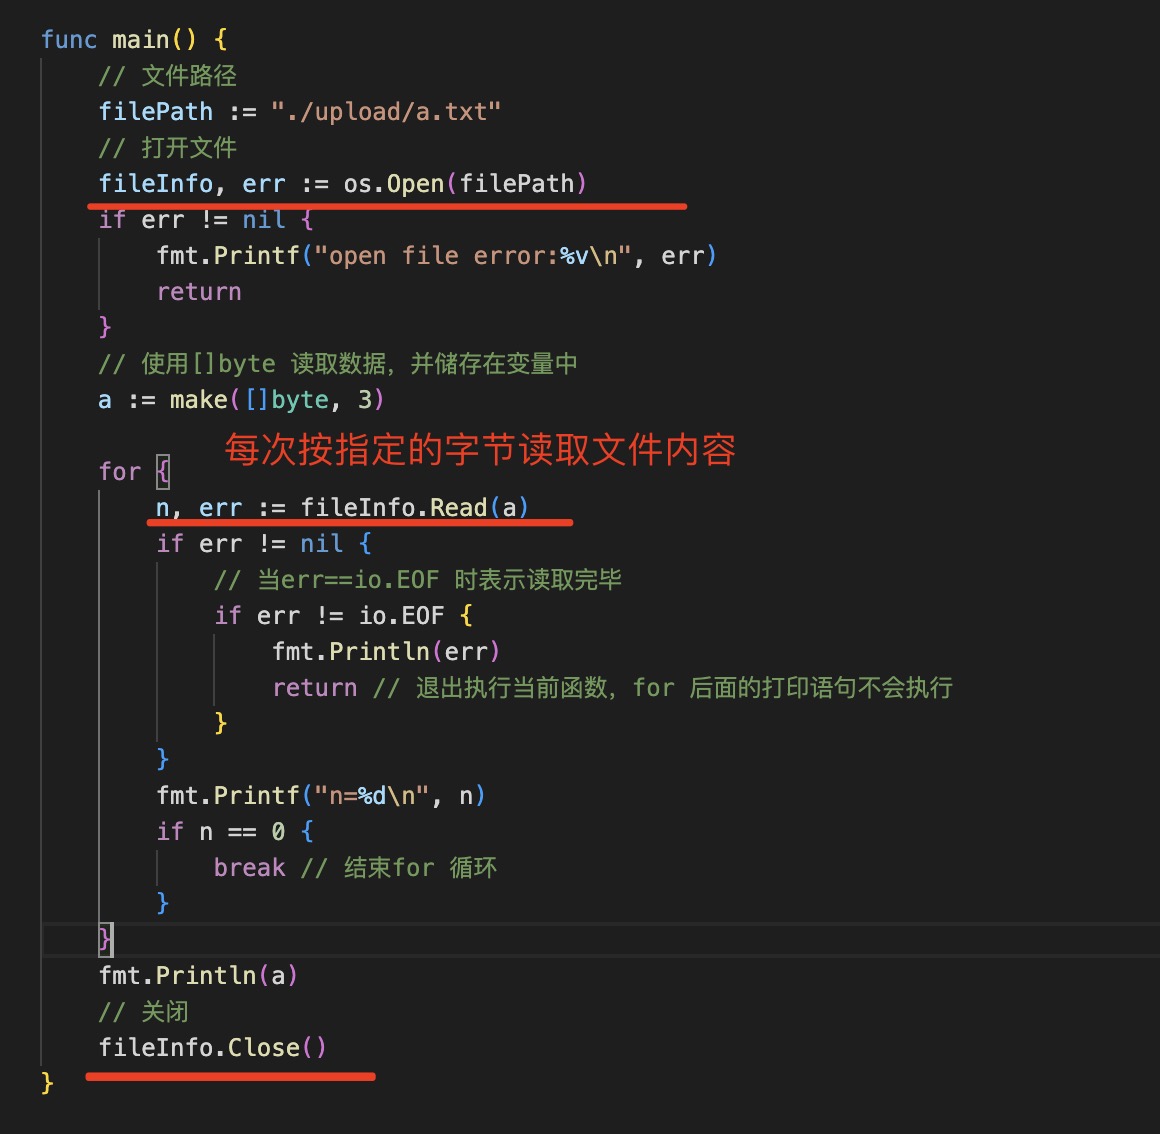 func main() {
// 文件路径
filePath := "./upload/a.txt"
// 打开文件
fileInfo, err := os.Open(filePath)
if err != nil {
fmt.Printf("open file error:%v\n", err)
return
}
// 使用[]byte 读取数据，并储存在变量中
a := make([]byte, 3)
每次按指定的字节读取文件内容
for {
n, err := fileInfo.Read(a)
if err != nil {
// 当err==io.EOF 时表示读取完毕
if err != io.EOF {
fmt.Println(err)
return // 退出执行当前函数，for 后面的打印语句不会执行
}
}
fmt.Printf("n=%d\n", n)
if n == 0 {
break // 结束for 循环
}
}
fmt.Println(a)
// 关闭
fileInfo.Close()
}